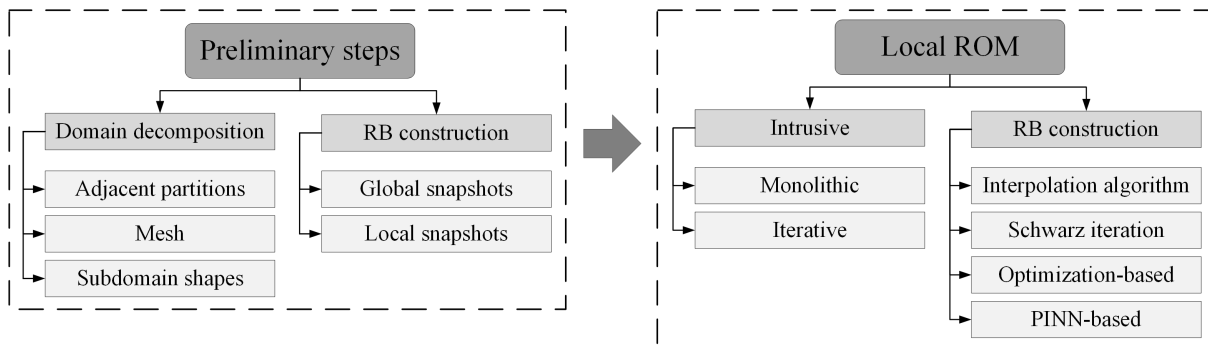 Preliminary steps
Domain decomposition
Adjacent partitions
Mesh
Subdomain shapes
RB construction
Global snapshots
Local snapshots
Local ROM
Intrusive
Monolithic
Iterative
RB construction
Interpolation algorithm
Schwarz iteration
Optimization-based
PINN-based